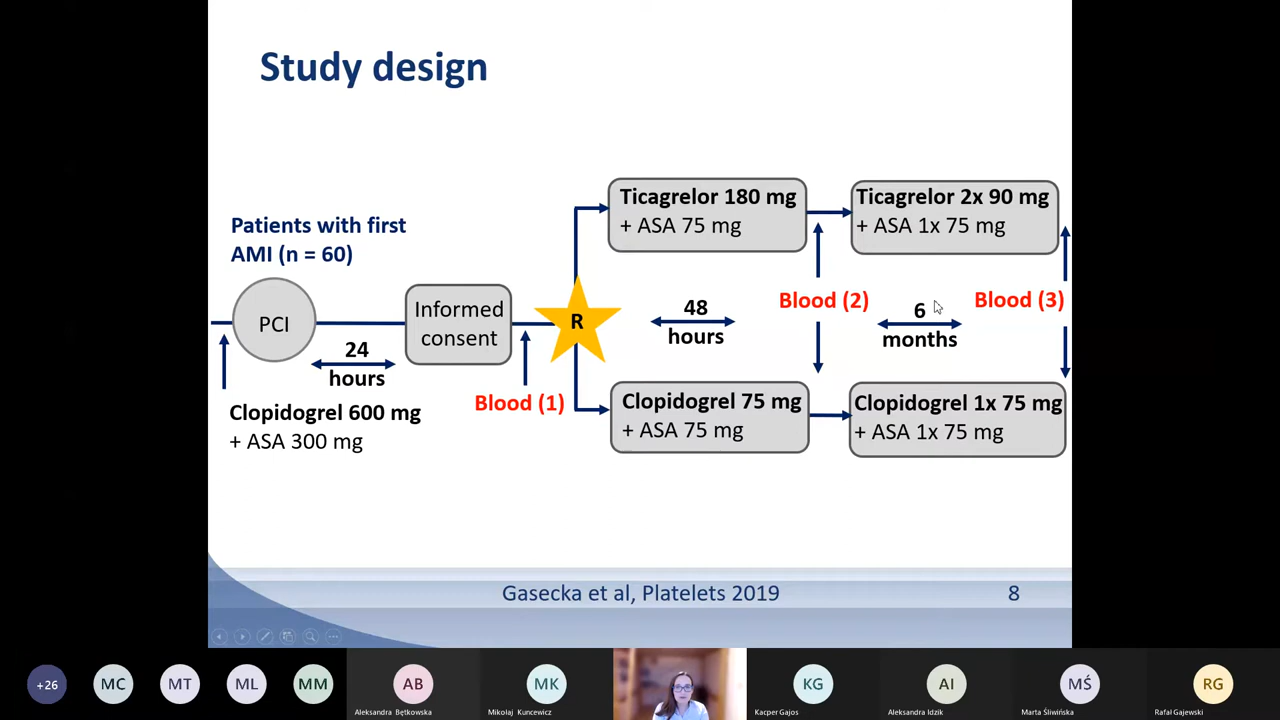 Study design
Patients with first
AMI (n = 60)
PCI
24
hours
Clopidogrel 600 mg
+ ASA 300 mg
Informed
consent
Blood (1)
R
Ticagrelor 180 mg
+ ASA 75 mg
48
hours
Clopidogrel 75 mg
+ ASA 75 mg
Blood (2)
Ticagrelor 2x 90 mg
+ ASA 1x 75 mg
6
months
Blood (3)
Clopidogrel 1x 75 mg
+ ASA 1x 75 mg
Gasecka et al, Platelets 2019
8
+26
MC
MT
ML
MM
AB
Aleksandra Bętkowska
MK
Mikołaj Kuncewicz
KG
Kacper Gajos
AI
Aleksandra Idzik
MŚ
Marta Śliwińska
RG
Rafał Gajewski